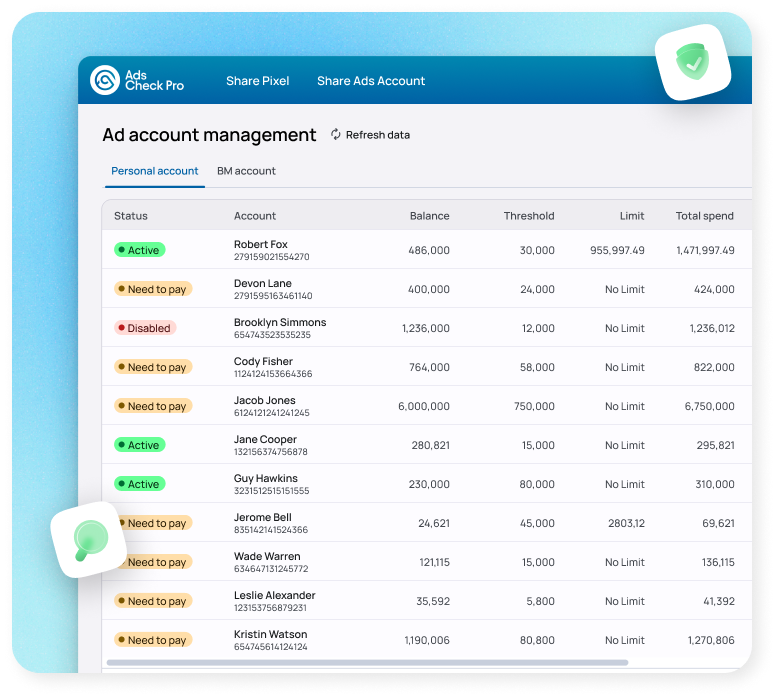 Ads
Check Pro
Share Pixel Share Ads Account
Ad account management Refresh data
Personal account BM account
Status Account Balance Threshold Limit Total spend
Active Robert Fox 486,000 30,000 955,997.49 1,471,997.49
279159021554270
Need to pay Devon Lane 400,000 24,000 No Limit 424,000
2791595163461140
Disabled Brooklyn Simmons 1,236,000 12,000 No Limit 1,236,012
654743523535235
Need to pay Cody Fisher 764,000 58,000 No Limit 822,000
1124124153664366
Need to pay Jacob Jones 6,000,000 750,000 No Limit 6,750,000
6124121241241245
Active Jane Cooper 280,821 15,000 No Limit 295,821
132156374756878
Active Guy Hawkins 230,000 80,000 No Limit 310,000
3231512515151555
Need to pay Jerome Bell 24,621 45,000 2803,12 69,621
835142141524366
Need to pay Wade Warren 121,115 15,000 No Limit 136,115
634647131245772
Need to pay Leslie Alexander 35,592 5,800 No Limit 41,392
123153756879231
Need to pay Kristin Watson 1,190,006 80,800 No Limit 1,270,806
654745614124124